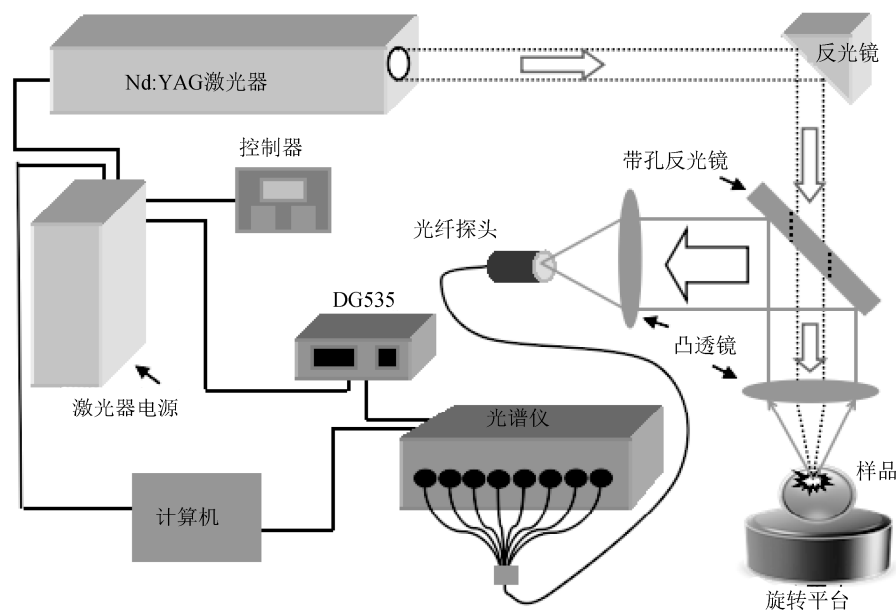 反光镜
Nd:YAG激光器
控制器
带孔反光镜
光纤探头
DG535
凸透镜
激光器电源
光谱仪
样品
计算机
旋转平台